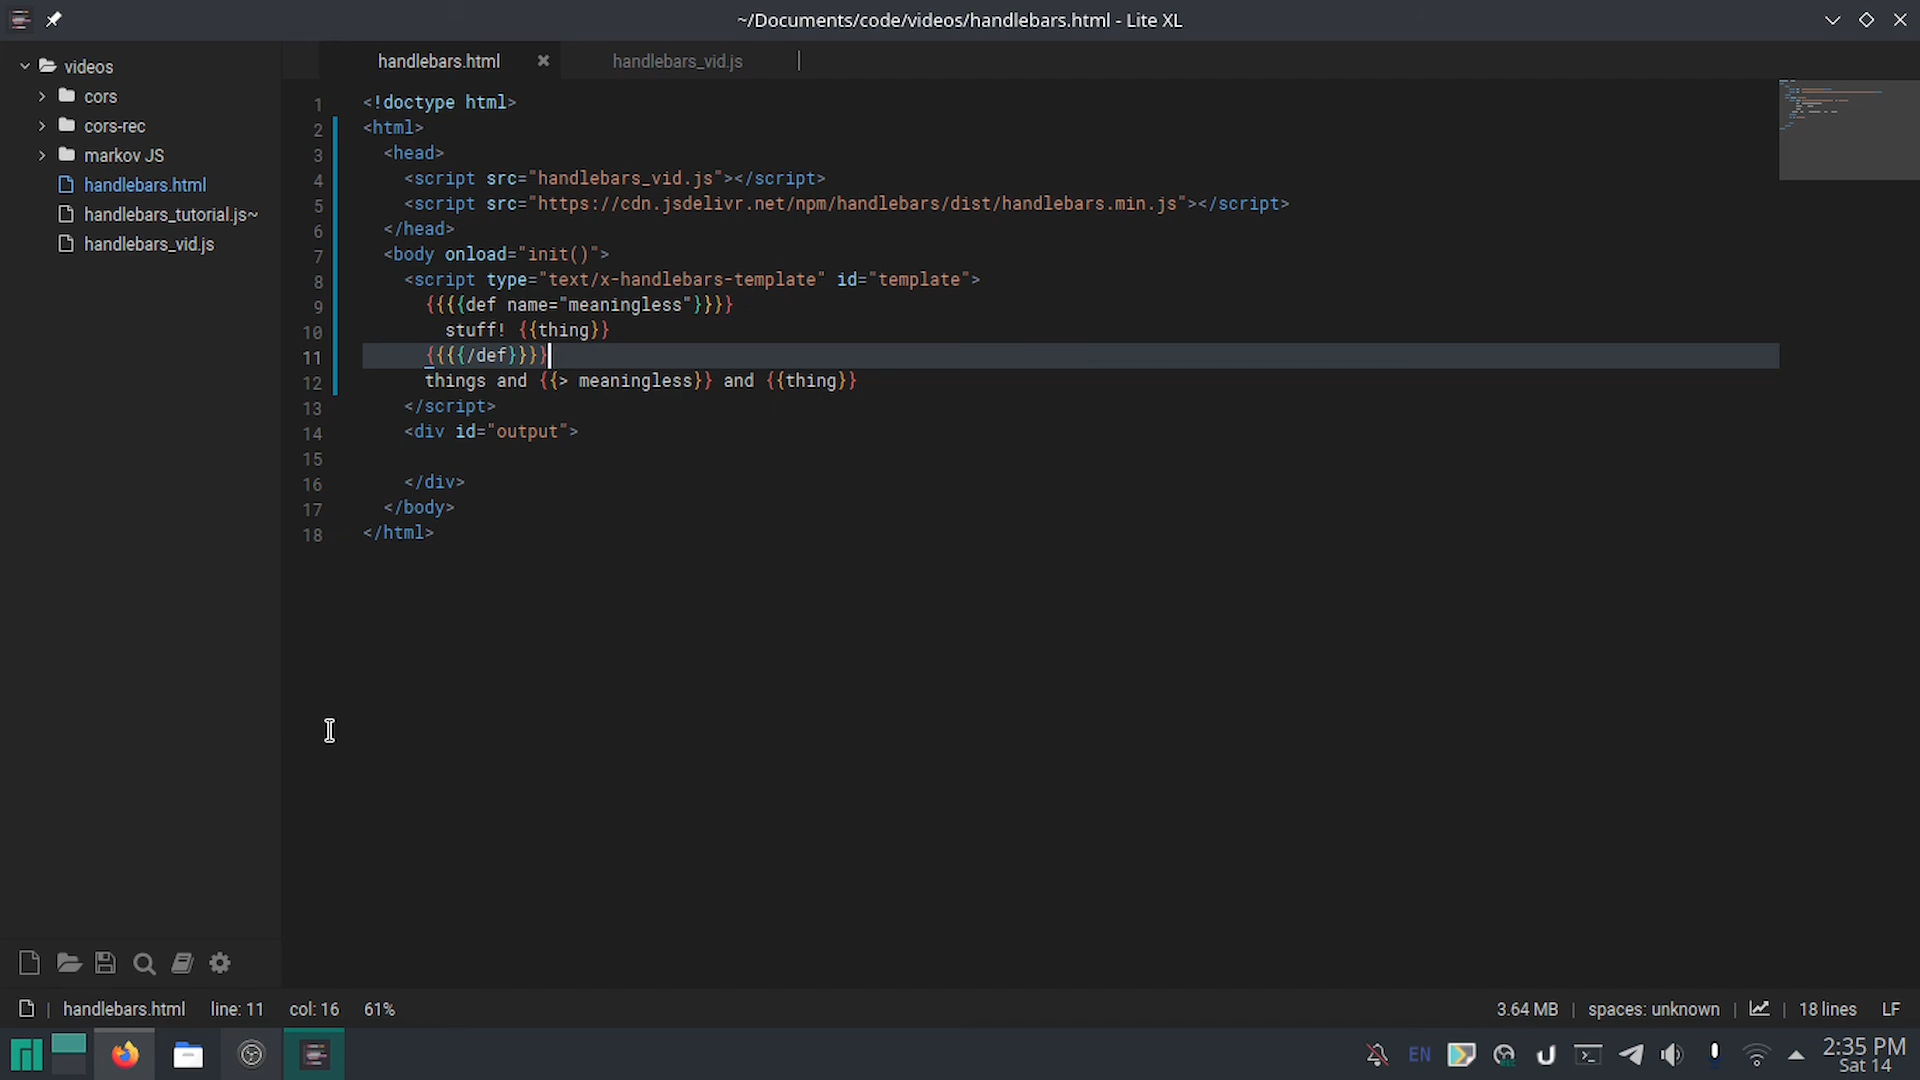 ~/Documents/code/videos/handlebars.html - Lite XL
videos
cors
cors-rec
markov JS
handlebars.html
handlebars_tutorial.js~
handlebars_vid.js
handlebars.html
handlebars_vid.js
1 <!doctype html>
2 <html>
3 <head>
4 <script src="handlebars_vid.js"></script>
5 <script src="https://cdn.jsdelivr.net/npm/handlebars/dist/handlebars.min.js"></script>
6 </head>
7 <body onload="init()">
8 <script type="text/x-handlebars-template" id="template">
9 {{{{def name="meaningless"}}}}
10 stuff! {{thing}}
11 {{{{/def}}}}
12 things and {{> meaningless}} and {{thing}}
13 </script>
14 <div id="output">
15
16 </div>
17 </body>
18 </html>
handlebars.html line: 11 col: 16 61%
3.64 MB | spaces: unknown | 18 lines LF
EN
2:35 PM
Sat 14